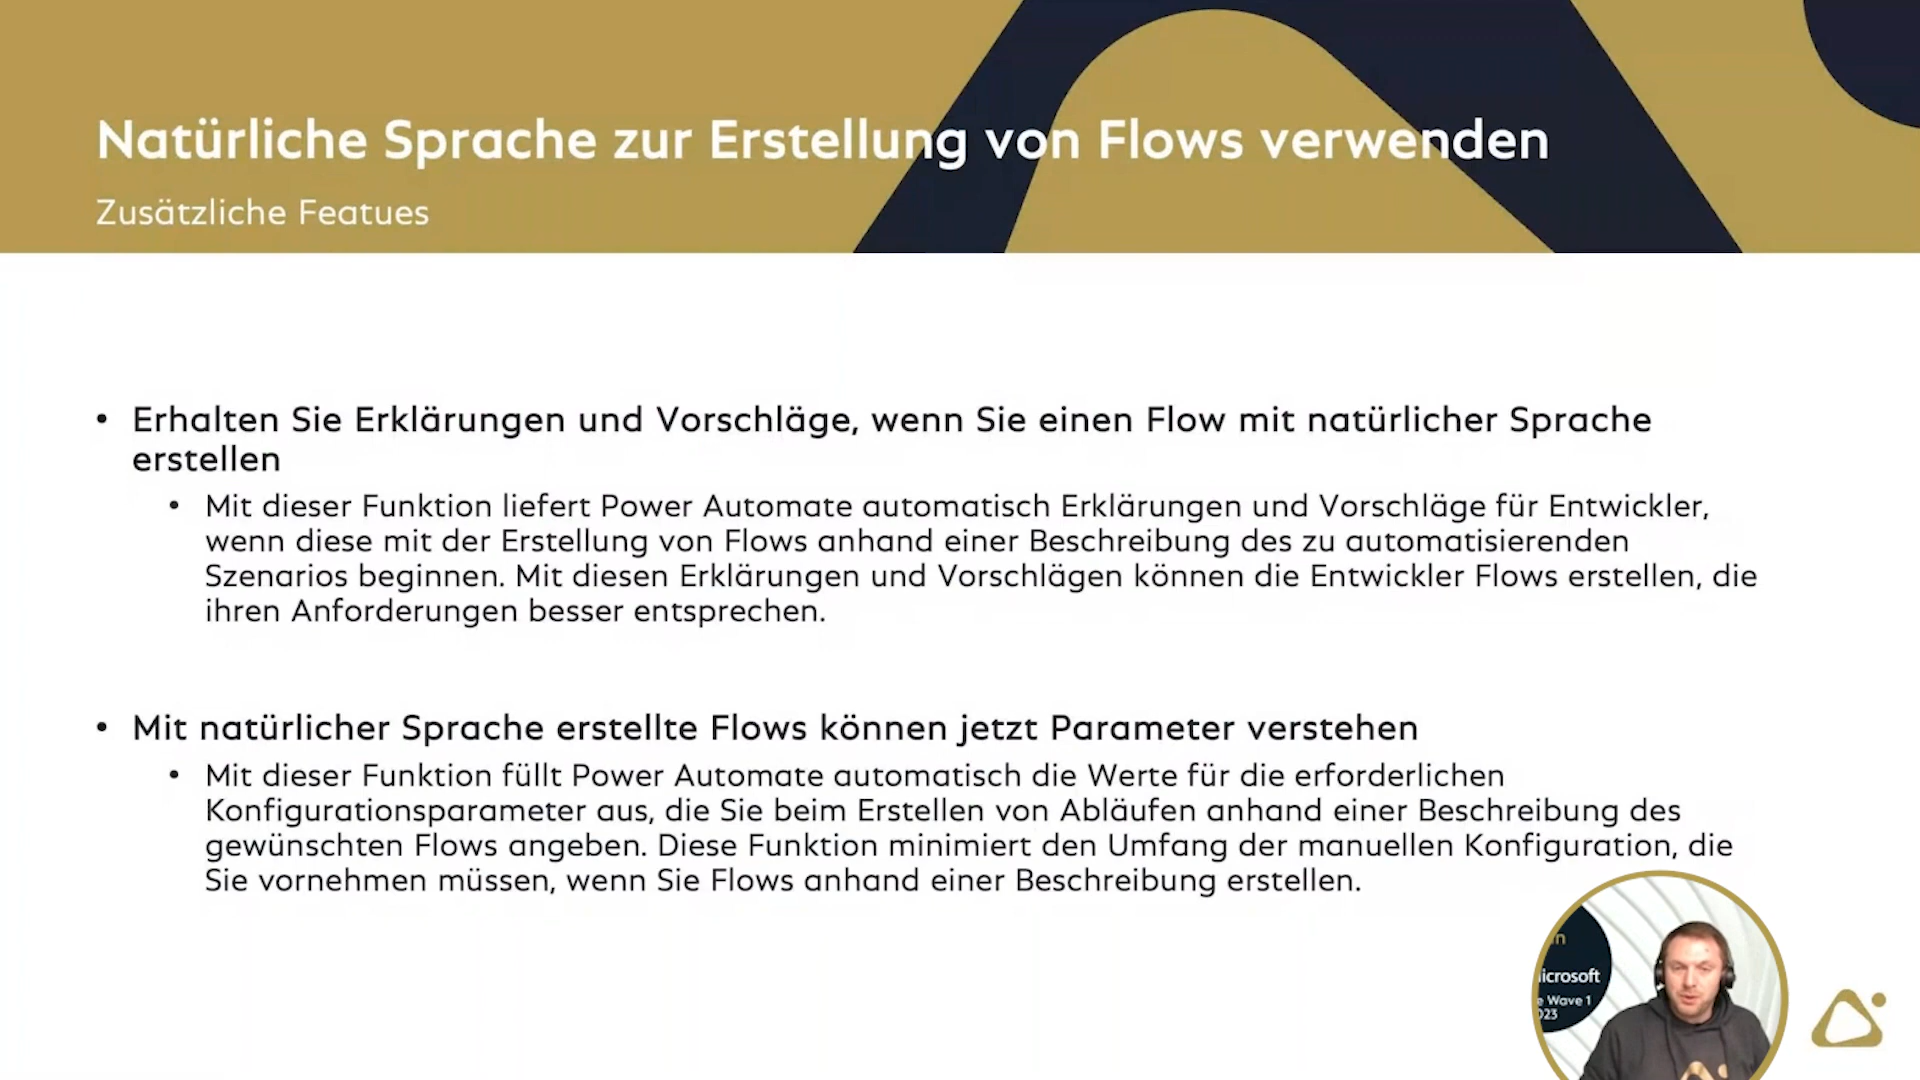 Natürliche Sprache zur Erstellung von Flows verwenden
Zusätzliche Featues
• Erhalten Sie Erklärungen und Vorschläge, wenn Sie einen Flow mit natürlicher Sprache
erstellen
• Mit dieser Funktion liefert Power Automate automatisch Erklärungen und Vorschläge für Entwickler,
wenn diese mit der Erstellung von Flows anhand einer Beschreibung des zu automatisierenden
Szenarios beginnen. Mit diesen Erklärungen und Vorschlägen können die Entwickler Flows erstellen, die
ihren Anforderungen besser entsprechen.
• Mit natürlicher Sprache erstellte Flows können jetzt Parameter verstehen
• Mit dieser Funktion füllt Power Automate automatisch die Werte für die erforderlichen
Konfigurationsparameter aus, die Sie beim Erstellen von Abläufen anhand einer Beschreibung des
gewünschten Flows angeben. Diese Funktion minimiert den Umfang der manuellen Konfiguration, die
Sie vornehmen müssen, wenn Sie Flows anhand einer Beschreibung erstellen.
icrosoft
e Wave 1
023